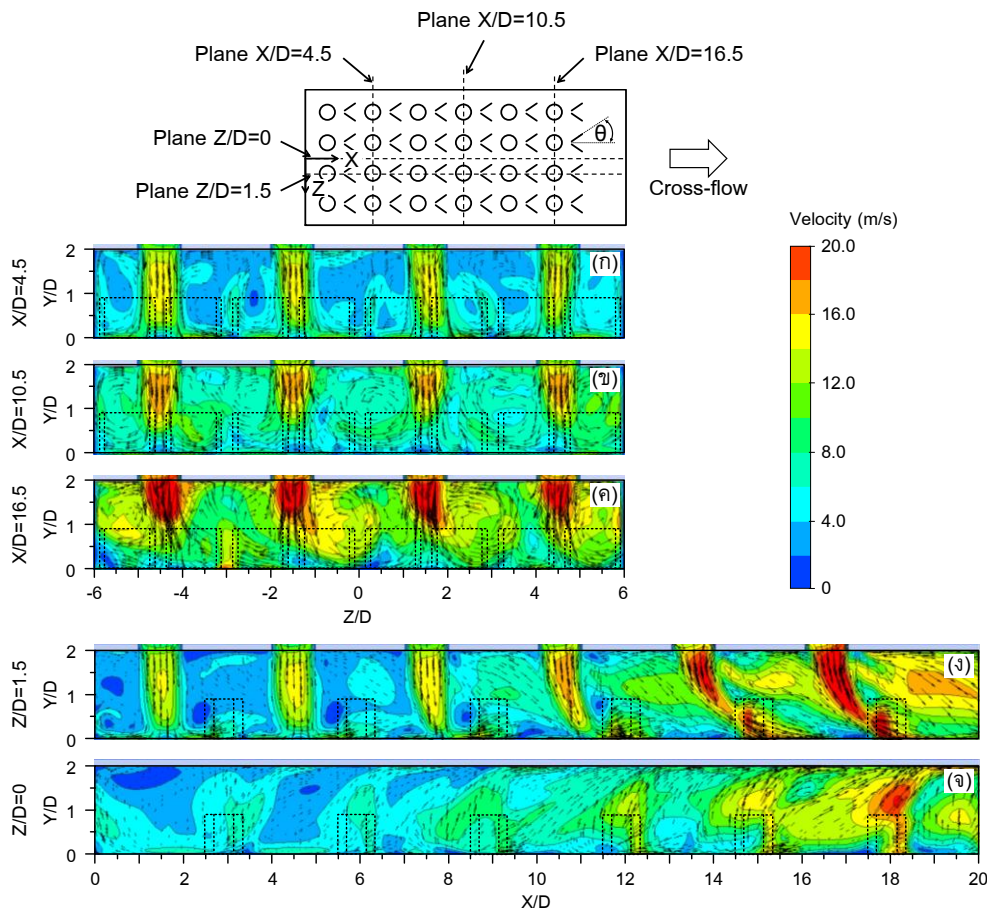 Plane X/D=10.5
Plane X/D=4.5
Plane X/D=16.5
Plane Z/D=0
X
θ
Plane Z/D=1.5
Z
Cross-flow
Velocity (m/s)
20.0
16.0
12.0
8.0
4.0
0
X/D=4.5
Y/D
2
1
0
(ก)
X/D=10.5
Y/D
2
1
0
(ข)
X/D=16.5
Y/D
2
1
0
(ค)
-6 -4 -2 0 2 4 6
Z/D
Z/D=1.5
Y/D
2
1
0
(ง)
Z/D=0
Y/D
2
1
0
(จ)
0 2 4 6 8 10 12 14 16 18 20
X/D